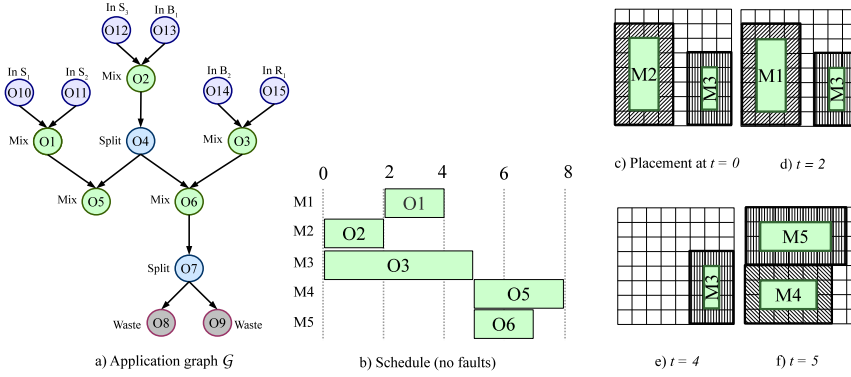 In S3
In B1
O12
O13
Mix
O2
In S1
In S2
In B2
In R1
O10
O11
O14
O15
Mix
O1
Split
O4
Mix
O3
Mix
O5
Mix
O6
Split
O7
Waste
O8
O9
Waste
a) Application graph G
0 2 4 6 8
M1
O1
M2
O2
M3
O3
M4
O5
M5
O6
b) Schedule (no faults)
M2
M3
M1
M3
c) Placement at t = 0
d) t = 2
M3
M5
M4
e) t = 4
f) t = 5